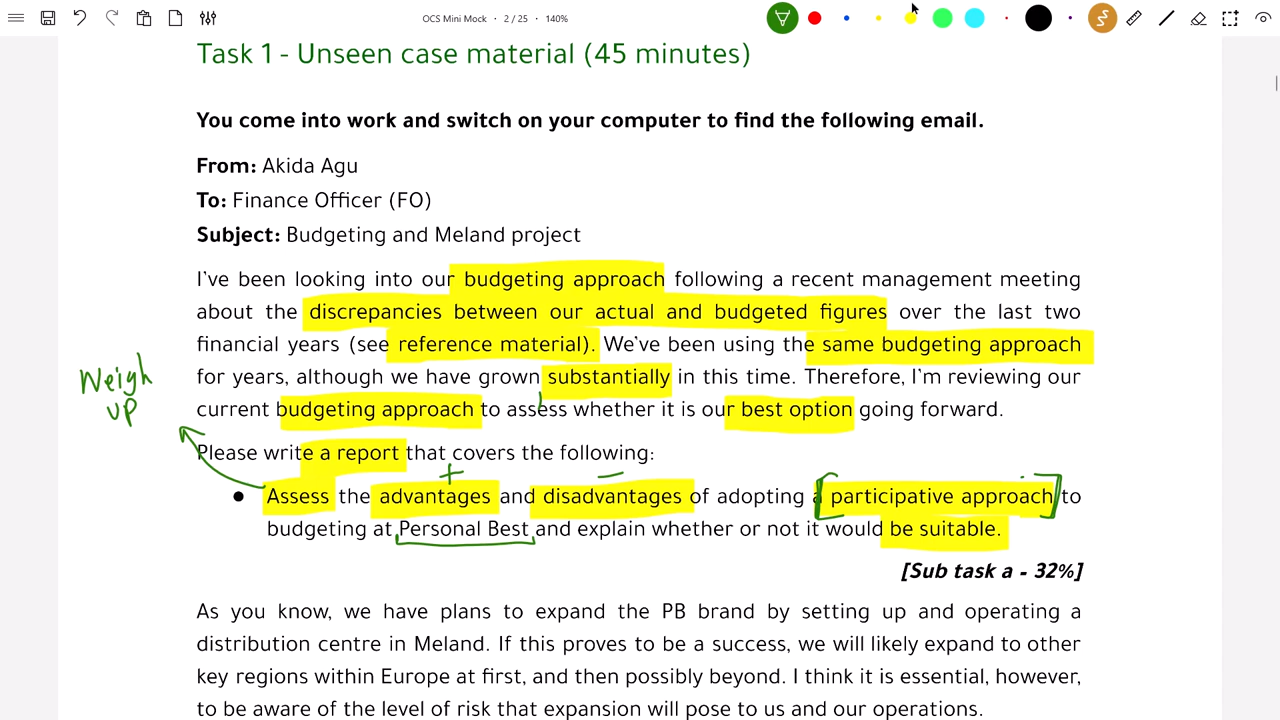 OCS Mini Mock • 2 / 25 • 140%
Task 1 - Unseen case material (45 minutes)
You come into work and switch on your computer to find the following email.
From: Akida Agu
To: Finance Officer (FO)
Subject: Budgeting and Meland project
I've been looking into our budgeting approach following a recent management meeting
about the discrepancies between our actual and budgeted figures over the last two
financial years (see reference material). We've been using the same budgeting approach
for years, although we have grown substantially in this time. Therefore, I'm reviewing our
current budgeting approach to assess whether it is our best option going forward.
Weigh
UP
Please write a report that covers the following:
+ −
• Assess the advantages and disadvantages of adopting a [participative approach] to
budgeting at Personal Best and explain whether or not it would be suitable.
[Sub task a - 32%]
As you know, we have plans to expand the PB brand by setting up and operating a
distribution centre in Meland. If this proves to be a success, we will likely expand to other
key regions within Europe at first, and then possibly beyond. I think it is essential, however,
to be aware of the level of risk that expansion will pose to us and our operations.